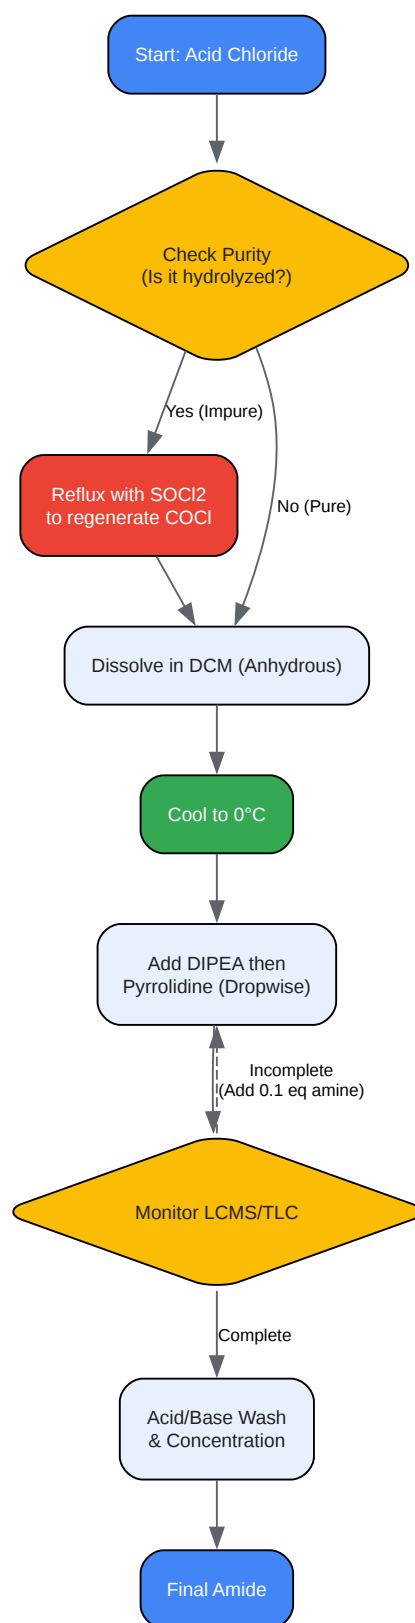 Start: Acid Chloride
Check Purity
(Is it hydrolyzed?)
Yes (Impure)
Reflux with SOCl2
to regenerate COCl
No (Pure)
Dissolve in DCM (Anhydrous)
Cool to 0°C
Add DIPEA then
Pyrrolidine (Dropwise)
Incomplete
(Add 0.1 eq amine)
Monitor LCMS/TLC
Complete
Acid/Base Wash
& Concentration
Final Amide